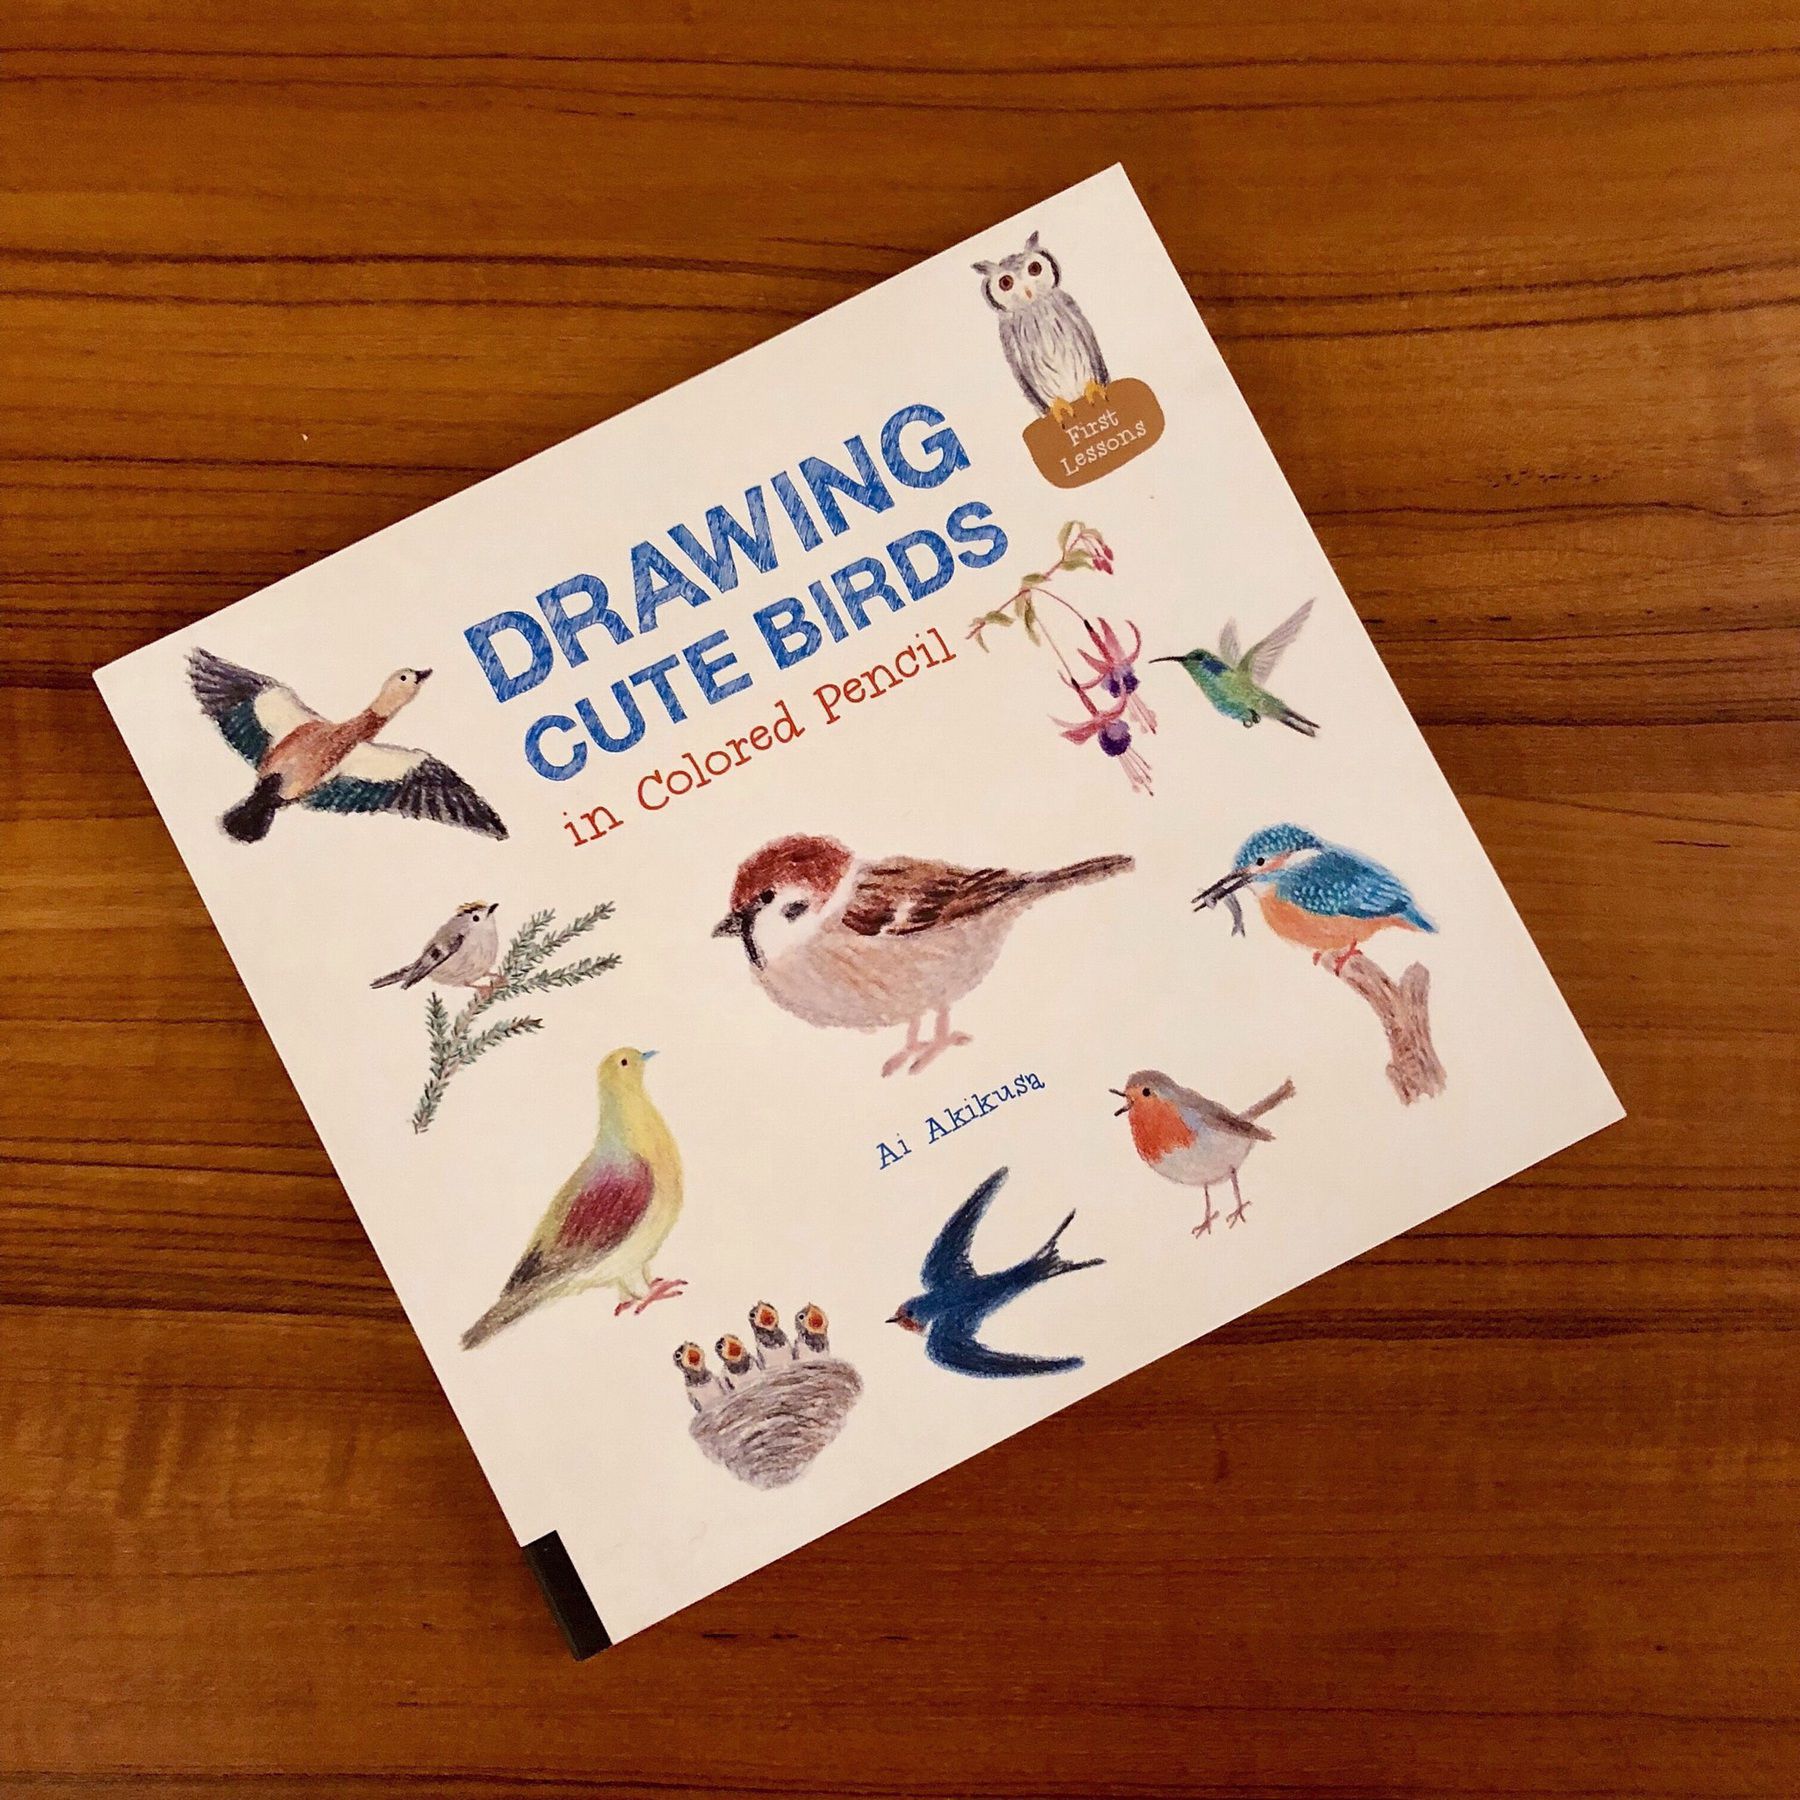 First
Lessons
DRAWING
CUTE BIRDS
in Colored Pencil
Ai Akikusa